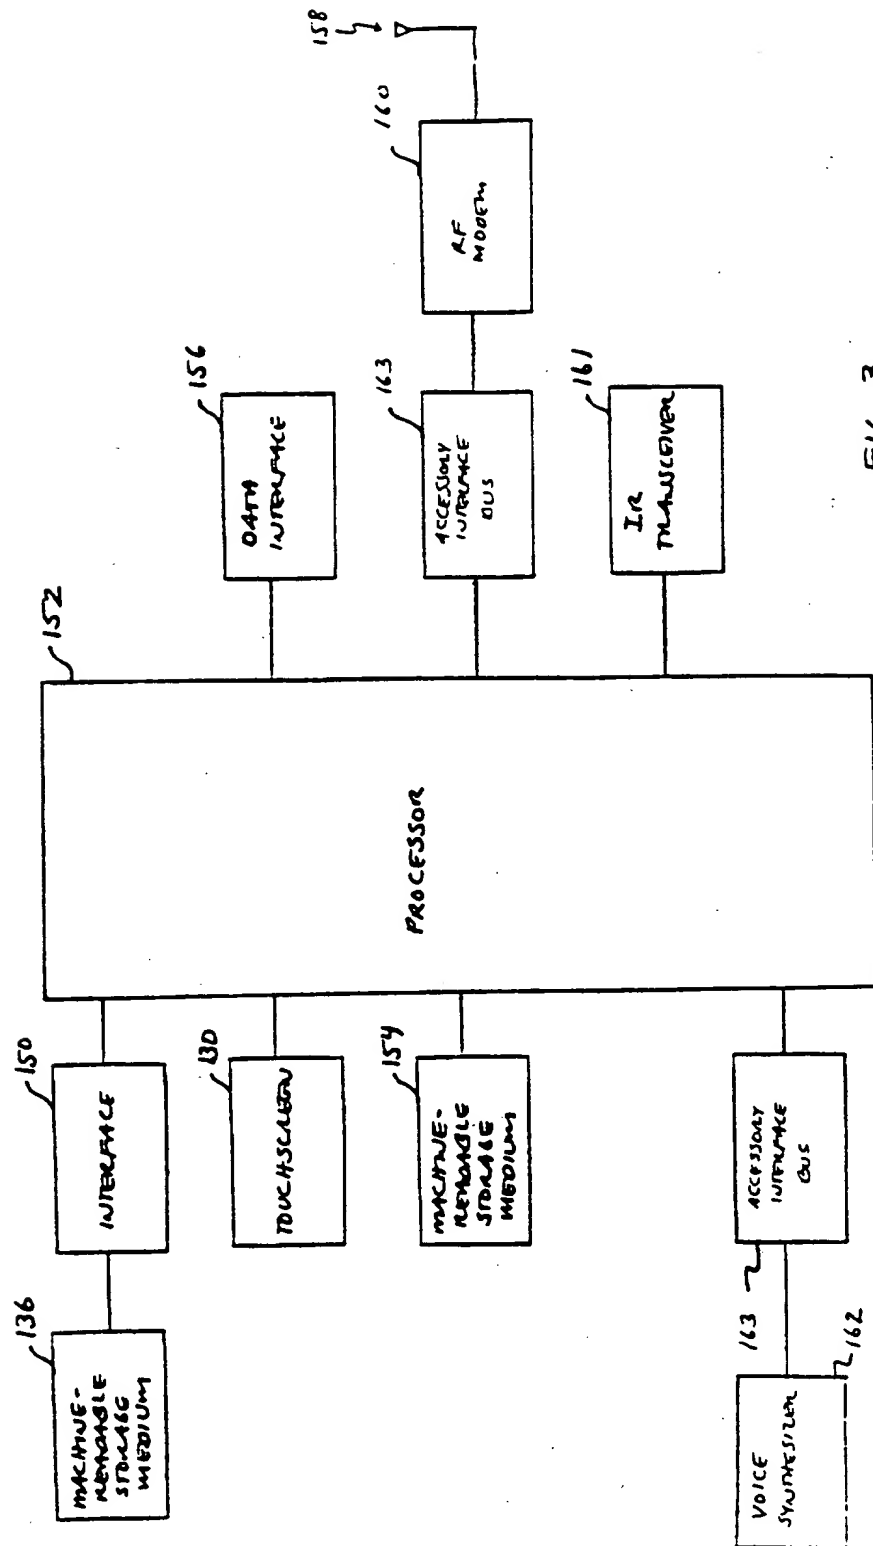 158
160
RF
MODEM
156
DATA
INTERFACE
163
ACCESSORY
INTERFACE
BUS
161
IR
TRANSCEIVER
152
PROCESSOR
150
INTERFACE
130
TOUCHSCREEN
154
MACHINE-
READABLE
STORAGE
MEDIUM
ACCESSORY
INTERFACE
BUS
163
136
MACHINE-
READABLE
STORAGE
MEDIUM
162
VOICE
SYNTHESIZER